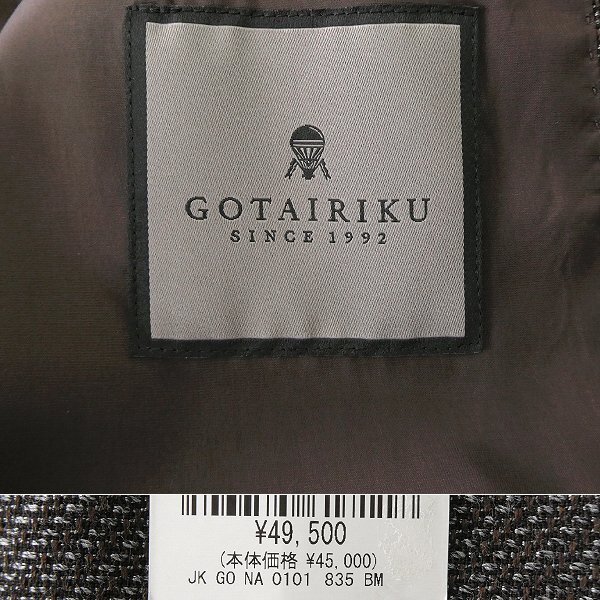 GOTAIRIKU
SINCE 1992
¥49,500
(本体価格 ¥45,000)
JK GO NA 0101 835 BM